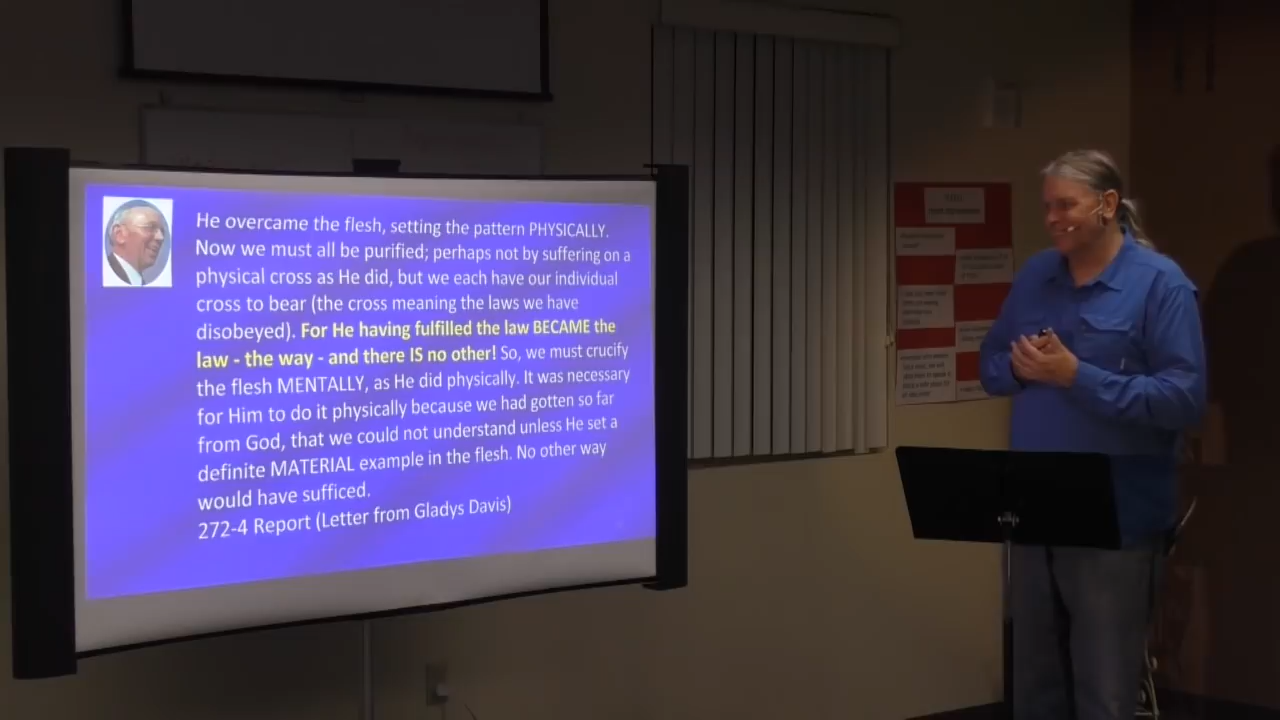 He overcame the flesh, setting the pattern PHYSICALLY.
Now we must all be purified; perhaps not by suffering on a
physical cross as He did, but we each have our individual
cross to bear (the cross meaning the laws we have
disobeyed). For He having fulfilled the law BECAME the
law - the way - and there IS no other! So, we must crucify
the flesh MENTALLY, as He did physically. It was necessary
for Him to do it physically because we had gotten so far
from God, that we could not understand unless He set a
definite MATERIAL example in the flesh. No other way
would have sufficed.
272-4 Report (Letter from Gladys Davis)